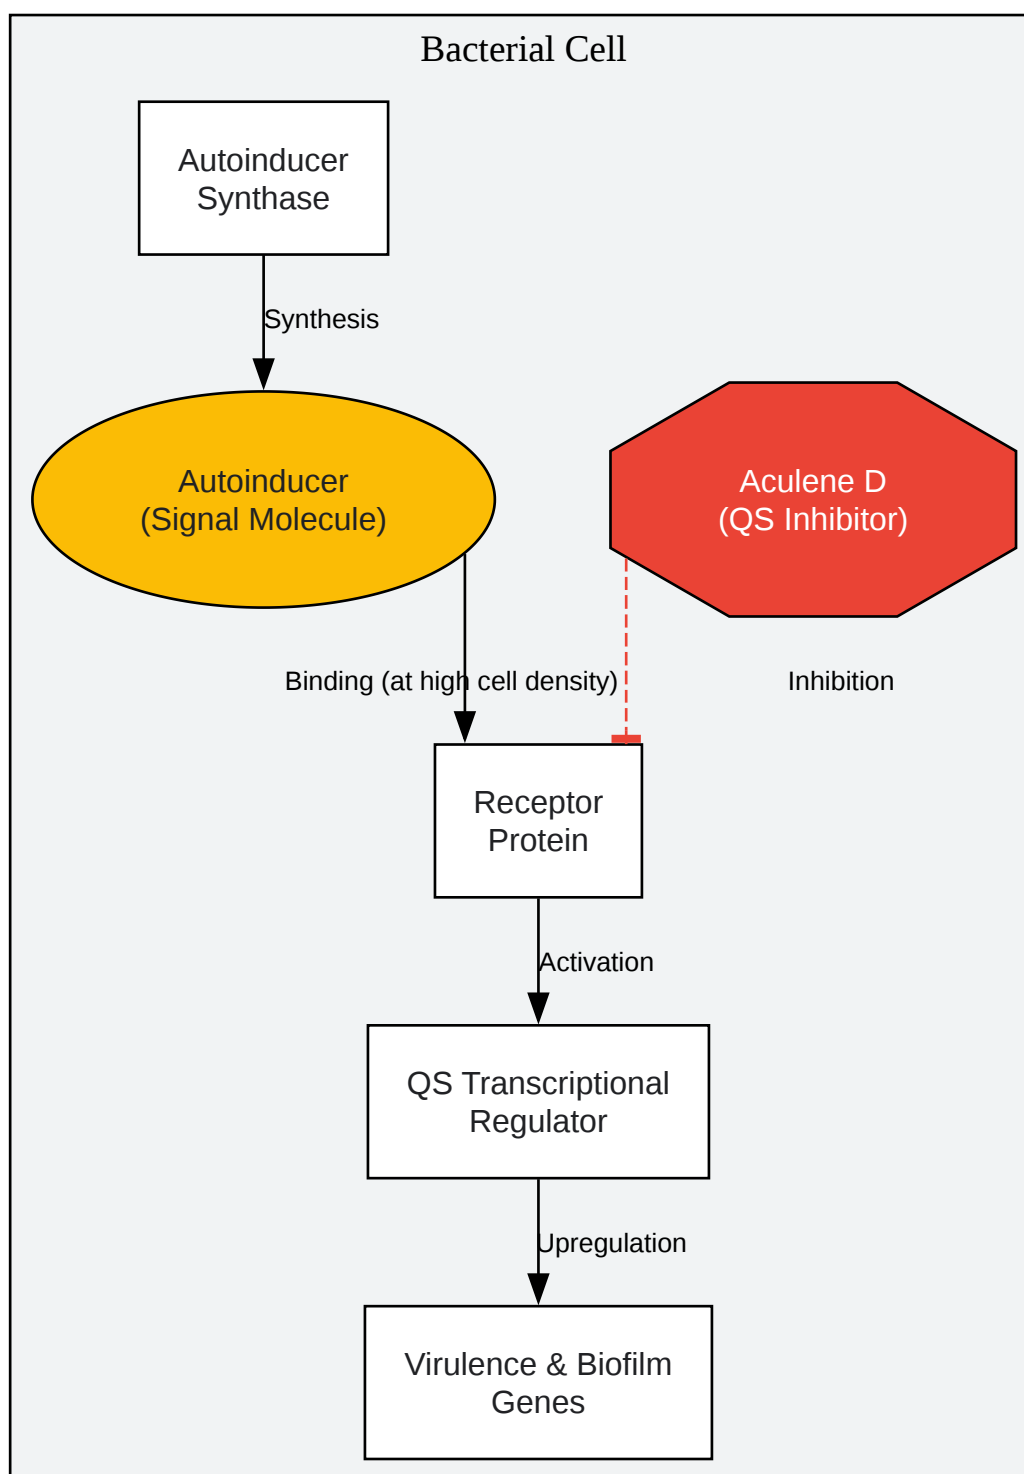 Bacterial Cell
Autoinducer
Synthase
Synthesis
Autoinducer
(Signal Molecule)
Aculene D
(QS Inhibitor)
Binding (at high cell density)
Inhibition
Receptor
Protein
Activation
QS Transcriptional
Regulator
Upregulation
Virulence & Biofilm
Genes